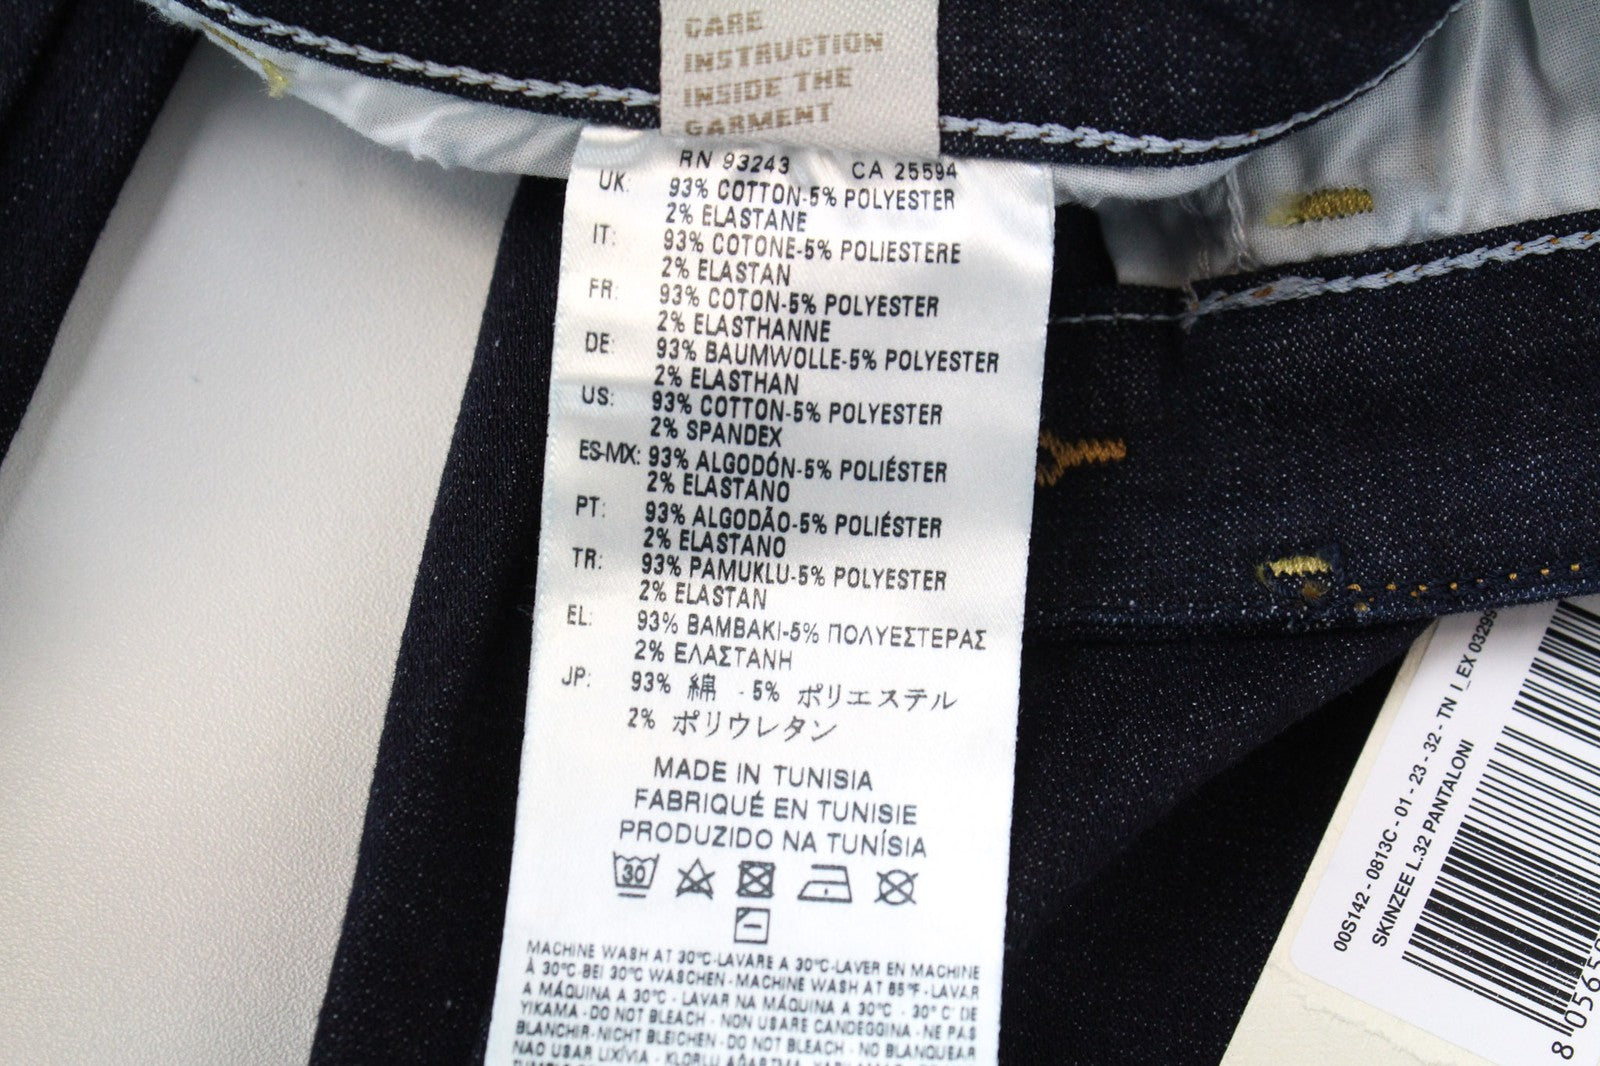 CARE
INSTRUCTION
INSIDE THE
GARMENT
RN 93243 CA 25594
UK: 93% COTTON-5% POLYESTER
2% ELASTANE
IT: 93% COTONE-5% POLIESTERE
2% ELASTAN
FR: 93% COTON-5% POLYESTER
2% ELASTHANNE
DE: 93% BAUMWOLLE-5% POLYESTER
2% ELASTHAN
US: 93% COTTON-5% POLYESTER
2% SPANDEX
ES-MX: 93% ALGODÓN-5% POLIÉSTER
2% ELASTANO
PT: 93% ALGODÃO-5% POLIÉSTER
2% ELASTANO
TR: 93% PAMUKLU-5% POLYESTER
2% ELASTAN
EL: 93% ΒΑΜΒΑΚΙ-5% ΠΟΛΥΕΣΤΕΡΑΣ
2% ΕΛΑΣΤΑΝΗ
JP: 93% 綿 - 5% ポリエステル
2% ポリウレタン
MADE IN TUNISIA
FABRIQUÉ EN TUNISIE
PRODUZIDO NA TUNÍSIA
30
MACHINE WASH AT 30°C-LAVARE A 30°C-LAVER EN MACHINE
À 30°C-BEI 30°C WASCHEN - MACHINE WASH AT 85°F - LAVAR
A MÁQUINA A 30°C - LAVAR NA MÁQUINA A 30°C - 30° C' DE
YIKAMA - DO NOT BLEACH - NON USARE CANDEGGINA - NE PAS
BLANCHIR-NICHT BLEICHEN - DO NOT BLEACH - NO BLANQUEAR
NAO USAR LIXÍVIA - KLORLU AĞARTMA
00S142 - 0813C - 01 - 23 - 32 - TN I_EX 0329
SKINZEE L.32 PANTALONI
8 0565